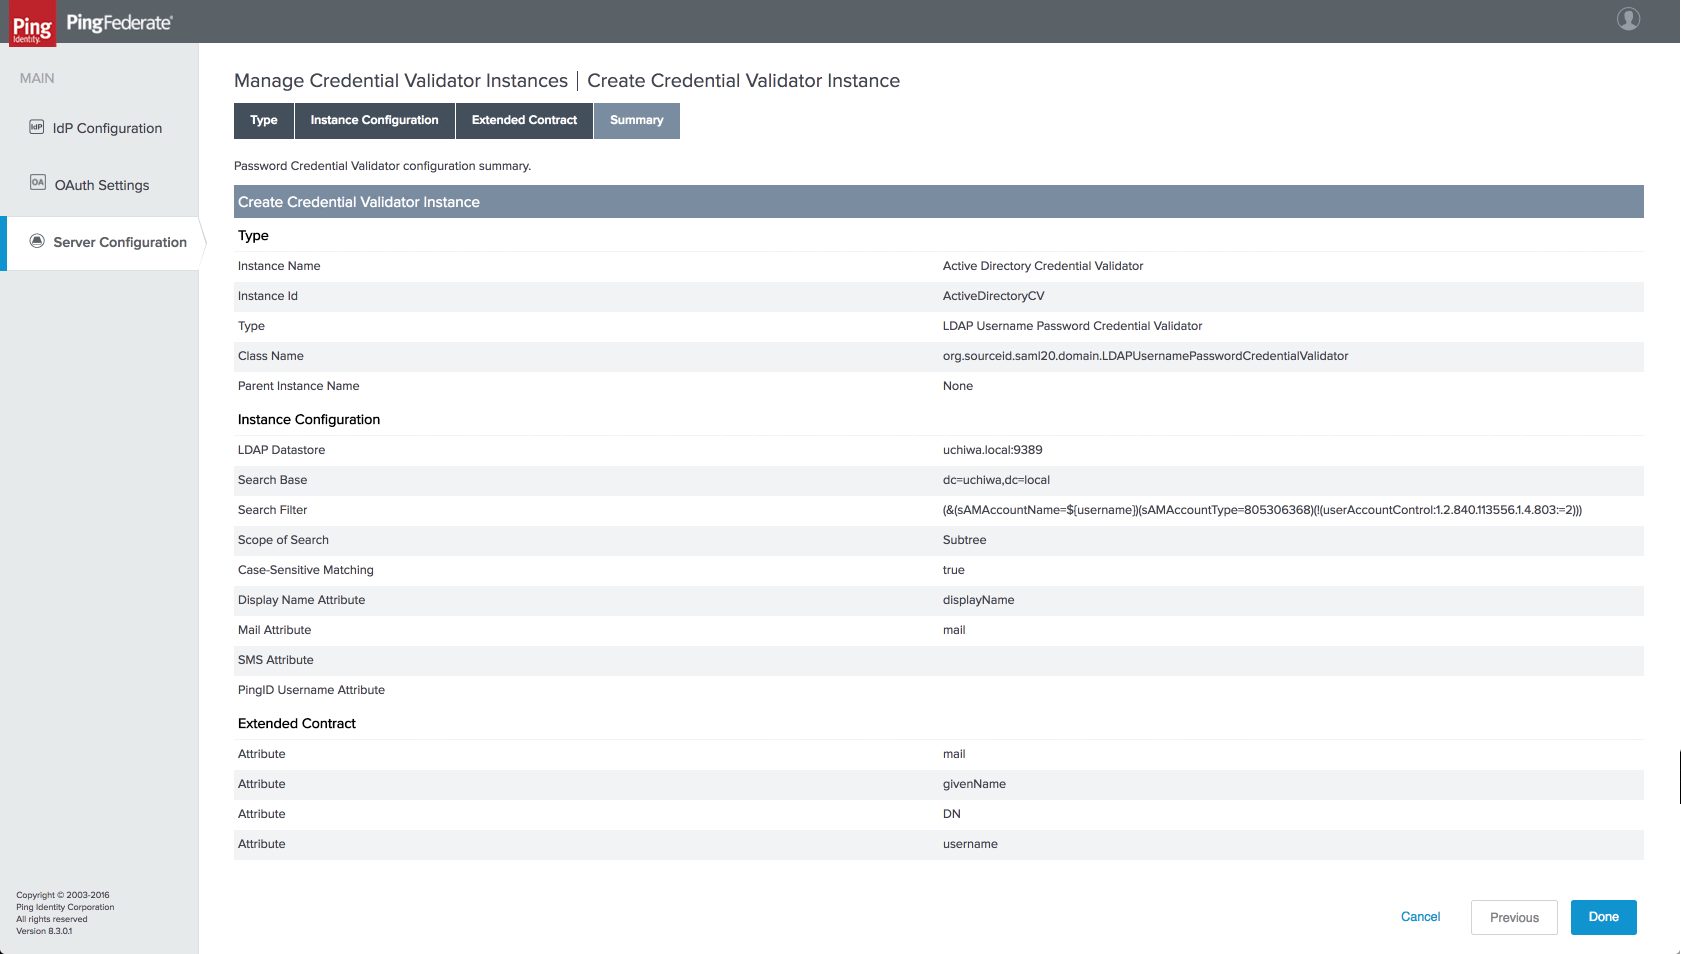 Ping
Identity.
PingFederate®
MAIN
IdP IdP Configuration
OA OAuth Settings
Server Configuration
Manage Credential Validator Instances | Create Credential Validator Instance
Type Instance Configuration Extended Contract Summary
Password Credential Validator configuration summary.
Create Credential Validator Instance
Type
Instance Name Active Directory Credential Validator
Instance Id ActiveDirectoryCV
Type LDAP Username Password Credential Validator
Class Name org.sourceid.saml20.domain.LDAPUsernamePasswordCredentialValidator
Parent Instance Name None
Instance Configuration
LDAP Datastore uchiwa.local:9389
Search Base dc=uchiwa,dc=local
Search Filter (&(sAMAccountName=${username})(sAMAccountType=805306368)(!(userAccountControl:1.2.840.113556.1.4.803:=2)))
Scope of Search Subtree
Case-Sensitive Matching true
Display Name Attribute displayName
Mail Attribute mail
SMS Attribute
PingID Username Attribute
Extended Contract
Attribute mail
Attribute givenName
Attribute DN
Attribute username
Copyright © 2003-2016
Ping Identity Corporation
All rights reserved
Version 8.3.0.1
Cancel Previous Done